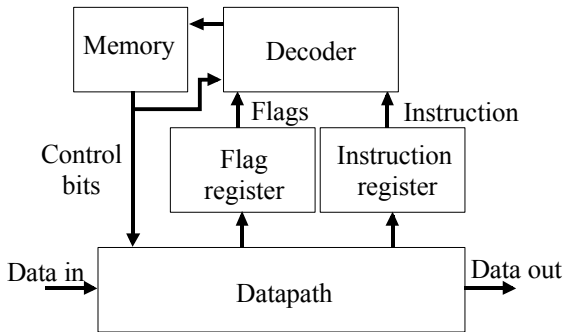 Memory
Decoder
Flags
Instruction
Control
bits
Flag
register
Instruction
register
Data in
Datapath
Data out